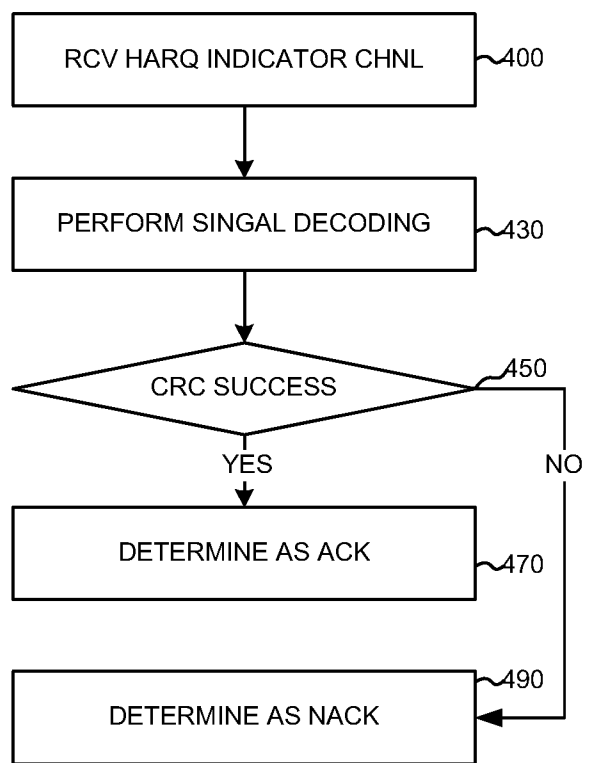 RCV HARQ INDICATOR CHNL
400
PERFORM SINGAL DECODING
430
CRC SUCCESS
450
YES
NO
DETERMINE AS ACK
470
490
DETERMINE AS NACK